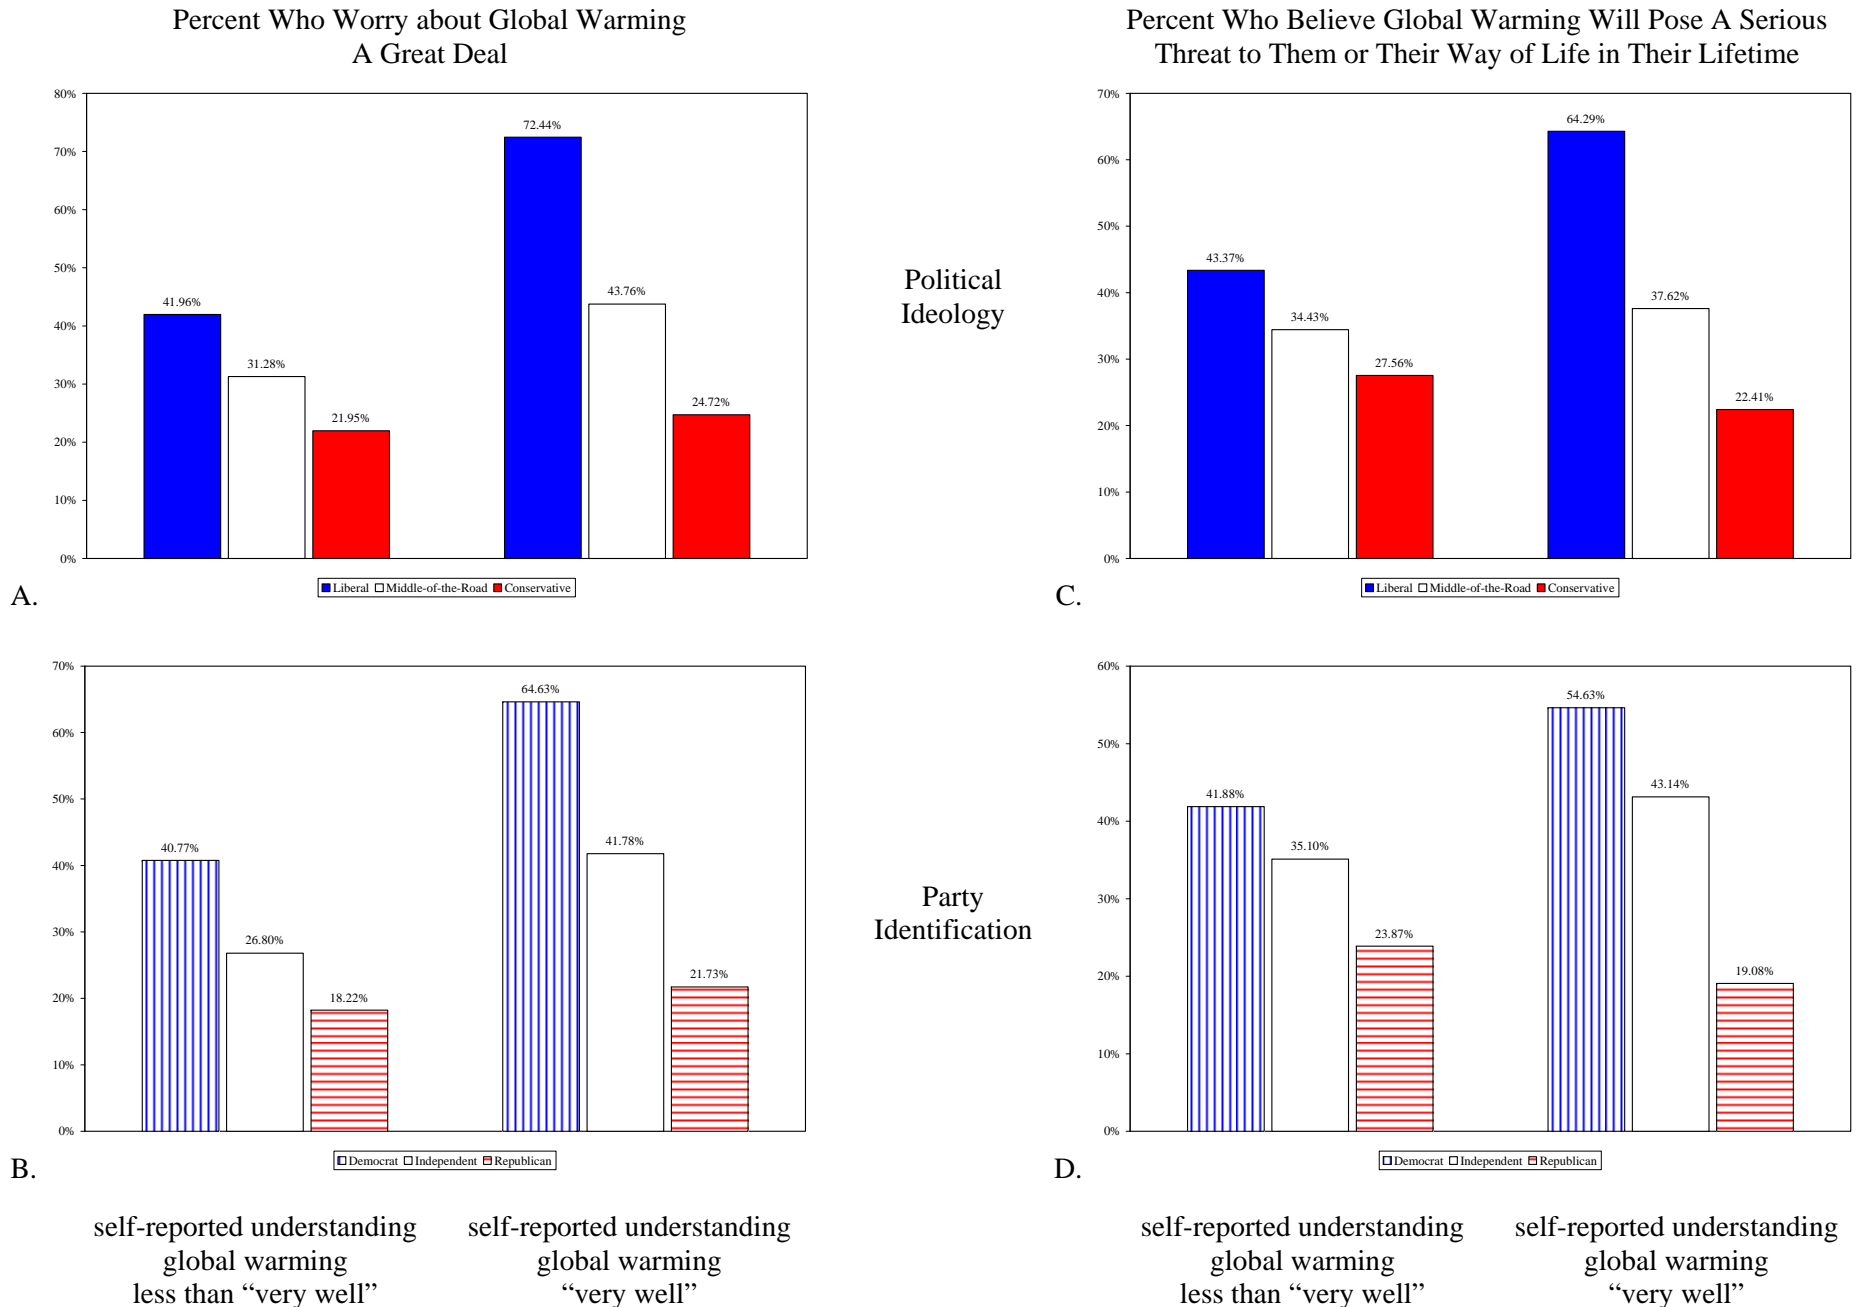 Percent Who Worry about Global Warming
A Great Deal
80%
70%
60%
50%
40%
30%
20%
10%
0%
41.96%
31.28%
21.95%
72.44%
43.76%
24.72%
Liberal Middle-of-the-Road Conservative
A.
Political
Ideology
Percent Who Believe Global Warming Will Pose A Serious
Threat to Them or Their Way of Life in Their Lifetime
70%
60%
50%
40%
30%
20%
10%
0%
43.37%
34.43%
27.56%
64.29%
37.62%
22.41%
Liberal Middle-of-the-Road Conservative
C.
70%
60%
50%
40%
30%
20%
10%
0%
40.77%
26.80%
18.22%
64.63%
41.78%
21.73%
Democrat Independent Republican
B.
Party
Identification
60%
50%
40%
30%
20%
10%
0%
41.88%
35.10%
23.87%
54.63%
43.14%
19.08%
Democrat Independent Republican
D.
self-reported understanding
global warming
less than “very well”
self-reported understanding
global warming
“very well”
self-reported understanding
global warming
less than “very well”
self-reported understanding
global warming
“very well”